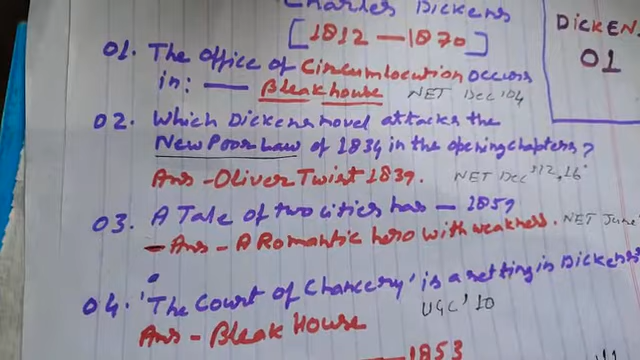 Charles Dickens
[1812 — 1870]
DICKEN
01
01. The Office of Circumlocution occurs
in: — Bleak house NET Dec '04
02. Which Dickens novel attacks the
New Poor Law of 1834 in the opening chapters?
Ans - Oliver Twist 1839. NET Dec '12, 16
03. A Tale of two cities has — 1859
- Ans - A Romantic hero with weakness. NET June'
04. 'The Court of Chancery' is a setting in Dickens'
Ans - Bleak House UGC '10
1853